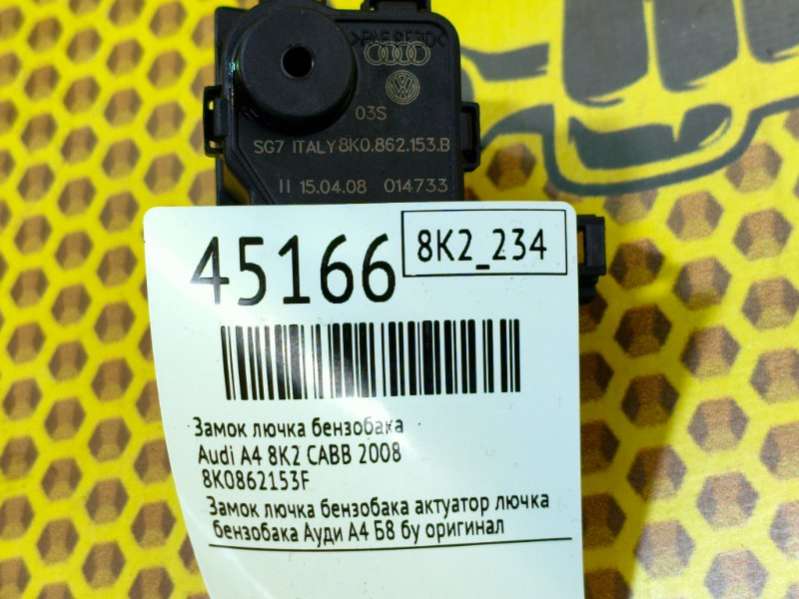 03S
SG7 ITALY 8K0.862.153.B
II 15.04.08 014733
45166
8K2_234
Замок лючка бензобака
Audi A4 8K2 CABB 2008
8K0862153F
Замок лючка бензобака актуатор лючка
бензобака Ауди А4 Б8 бу оригинал